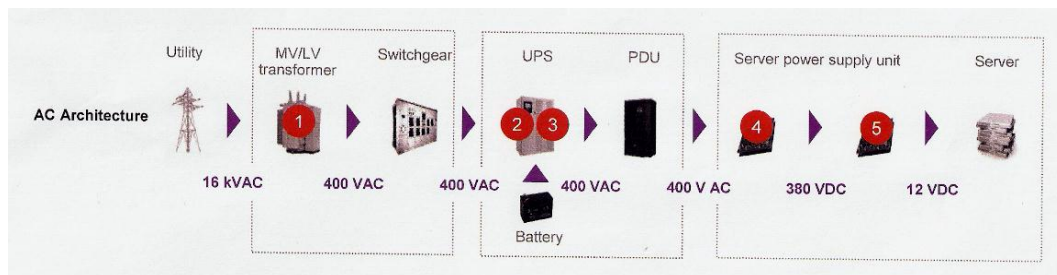 Utility
MV/LV
transformer
Switchgear
UPS
PDU
Server power supply unit
Server
AC Architecture
1
2
3
4
5
16 kVAC
400 VAC
400 VAC
400 VAC
400 V AC
380 VDC
12 VDC
Battery